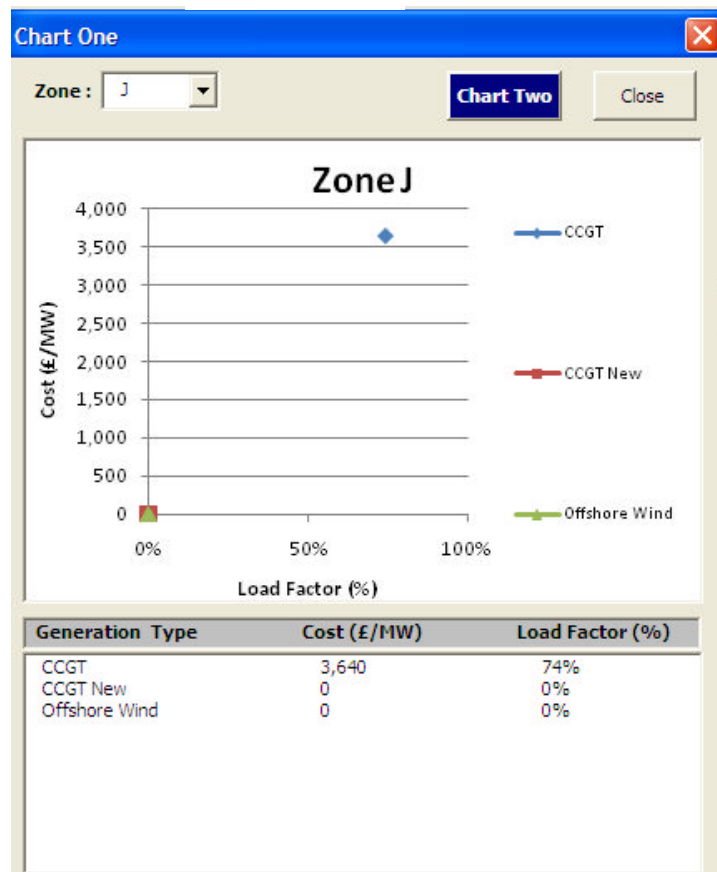 Chart One
Zone : J
Chart Two
Close
Zone J
4,000
3,500
3,000
2,500
2,000
1,500
1,000
500
0
Cost (£/MW)
0% 50% 100%
Load Factor (%)
CCGT
CCGT New
Offshore Wind
Generation Type Cost (£/MW) Load Factor (%)
CCGT 3,640 74%
CCGT New 0 0%
Offshore Wind 0 0%